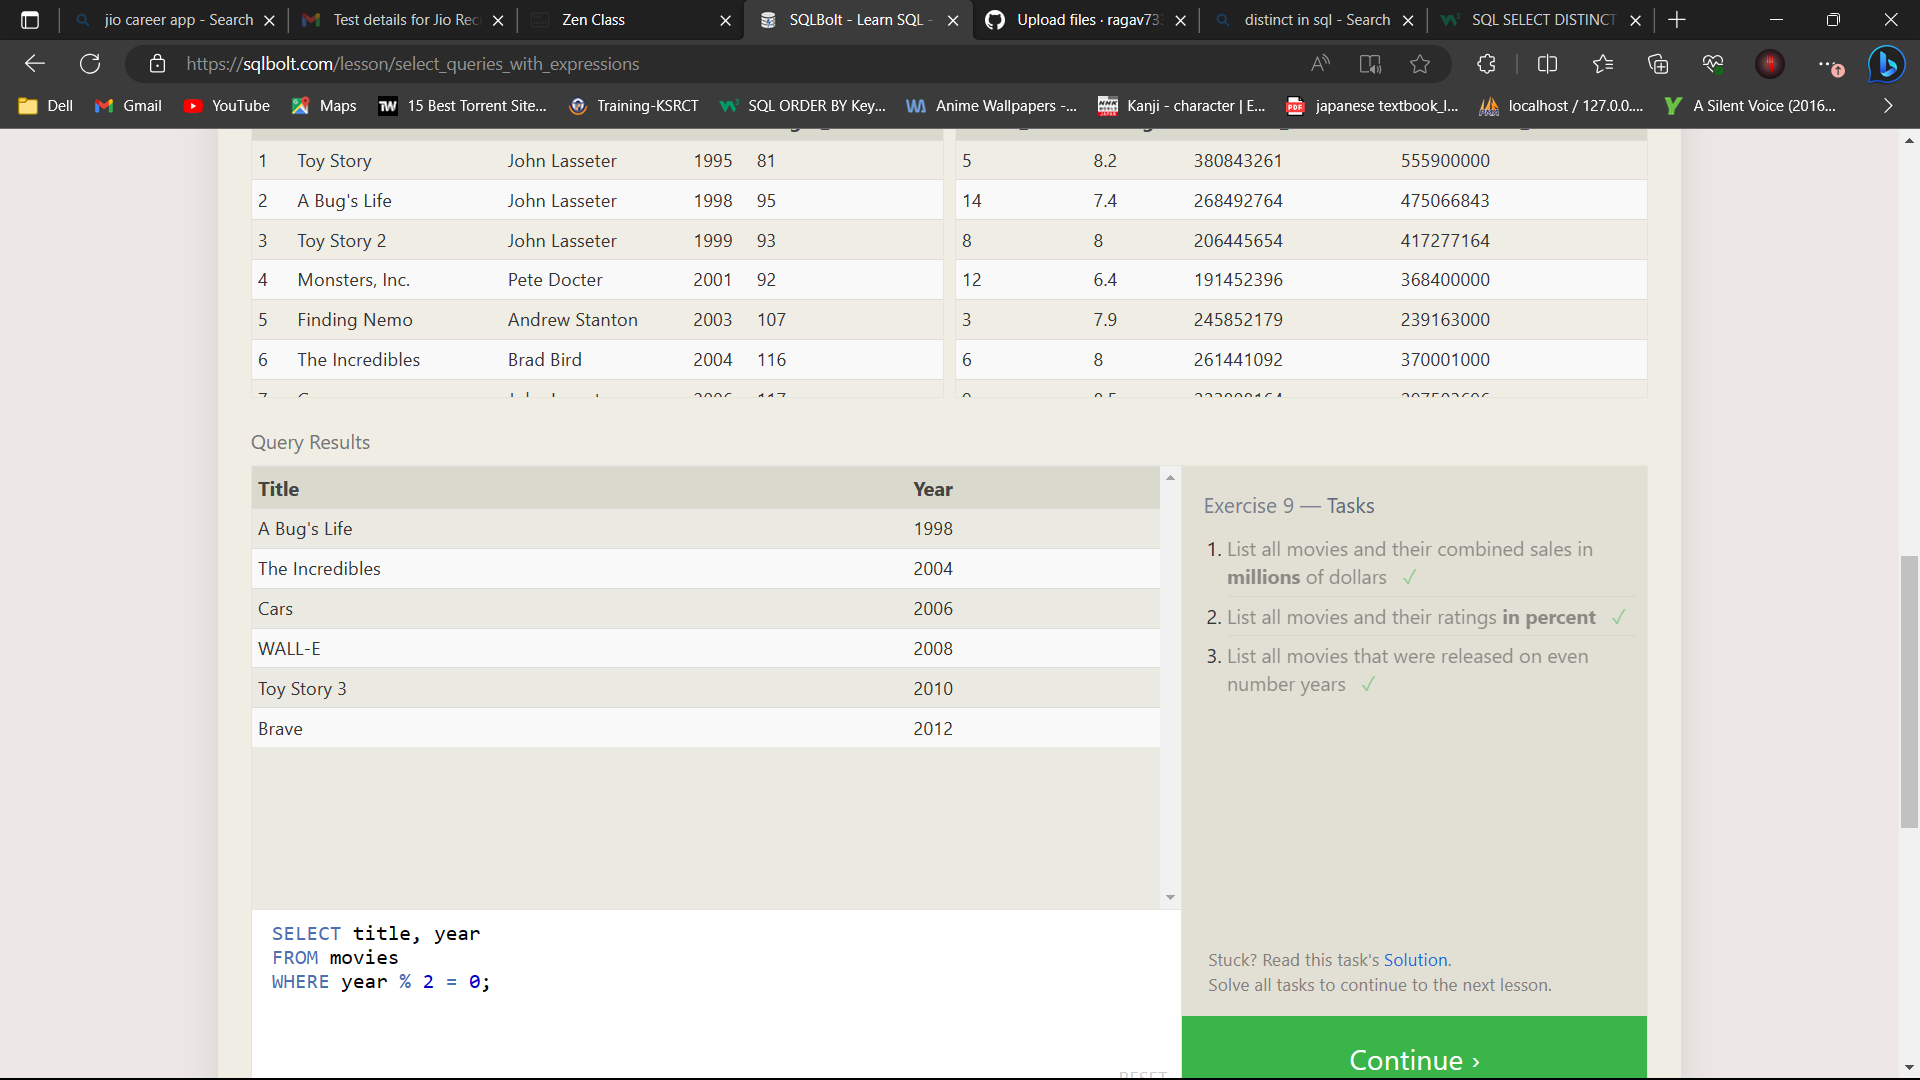 jio career app - Search
Test details for Jio Rec
Zen Class
SQLBolt - Learn SQL -
Upload files · ragav73
distinct in sql - Search
SQL SELECT DISTINCT
https://sqlbolt.com/lesson/select_queries_with_expressions
Dell
Gmail
YouTube
Maps
15 Best Torrent Site...
Training-KSRCT
SQL ORDER BY Key...
Anime Wallpapers -...
Kanji - character | E...
japanese textbook_l...
localhost / 127.0.0....
A Silent Voice (2016...
1 Toy Story John Lasseter 1995 81
2 A Bug's Life John Lasseter 1998 95
3 Toy Story 2 John Lasseter 1999 93
4 Monsters, Inc. Pete Docter 2001 92
5 Finding Nemo Andrew Stanton 2003 107
6 The Incredibles Brad Bird 2004 116
5 8.2 380843261 555900000
14 7.4 268492764 475066843
8 8 206445654 417277164
12 6.4 191452396 368400000
3 7.9 245852179 239163000
6 8 261441092 370001000
Query Results
Title Year
A Bug's Life 1998
The Incredibles 2004
Cars 2006
WALL-E 2008
Toy Story 3 2010
Brave 2012
SELECT title, year
FROM movies
WHERE year % 2 = 0;
RESET
Exercise 9 — Tasks
1. List all movies and their combined sales in
millions of dollars ✓
2. List all movies and their ratings in percent ✓
3. List all movies that were released on even
number years ✓
Stuck? Read this task's Solution.
Solve all tasks to continue to the next lesson.
Continue ›